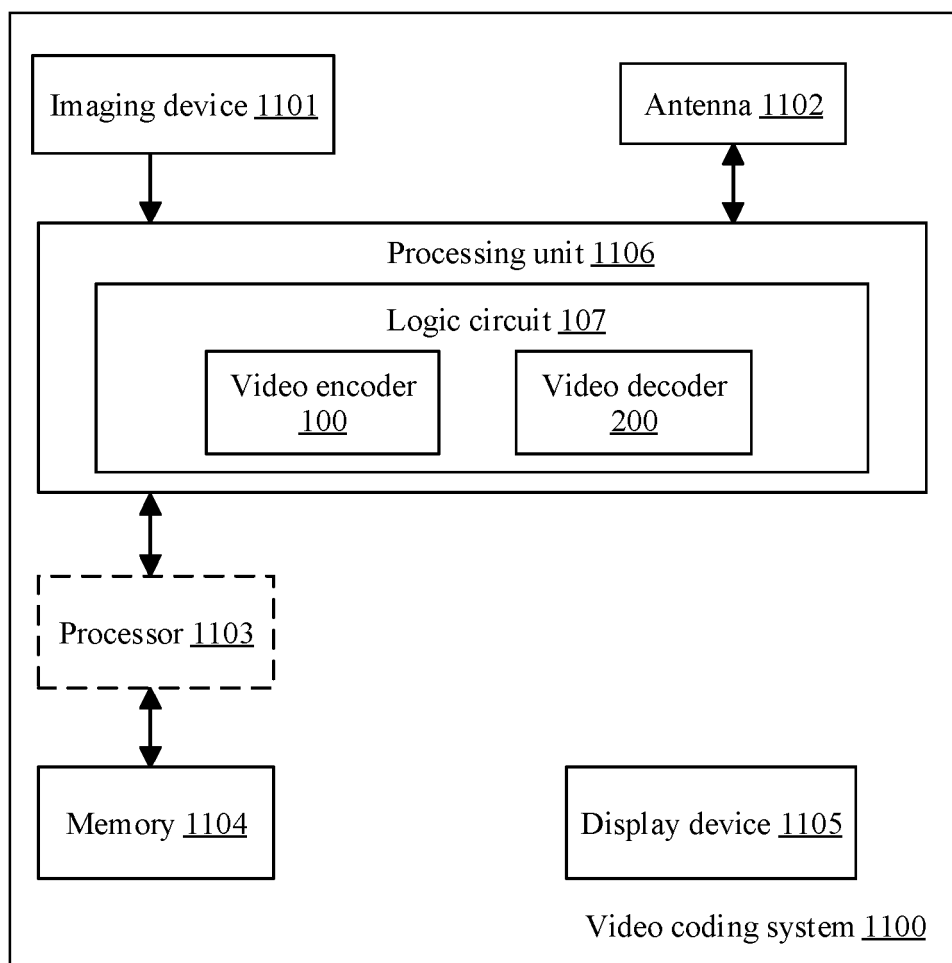 Imaging device 1101
Antenna 1102
Processing unit 1106
Logic circuit 107
Video encoder
100
Video decoder
200
Processor 1103
Memory 1104
Display device 1105
Video coding system 1100